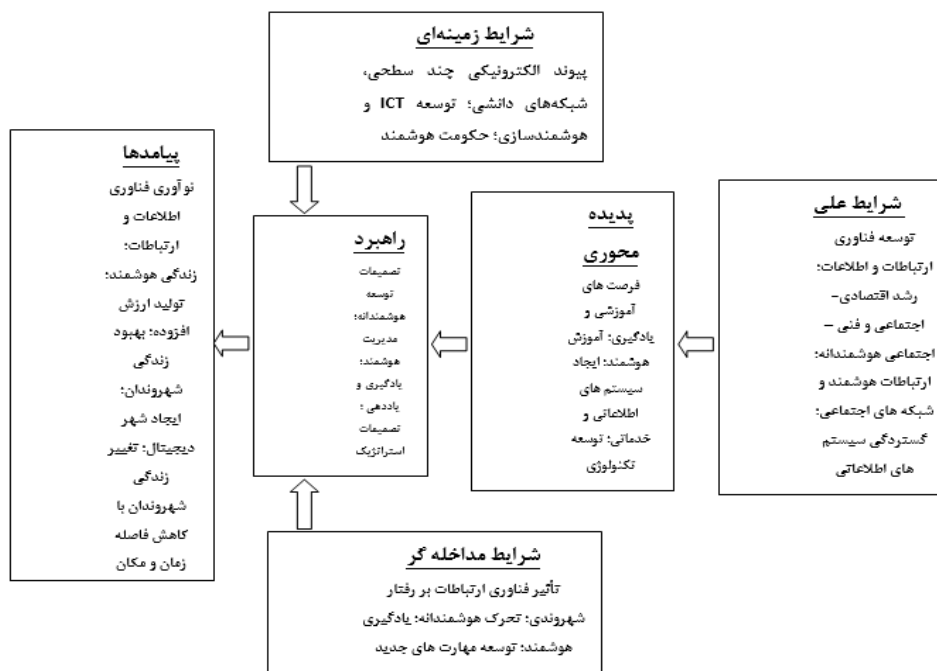 شرایط زمینه‌ای
پیوند الکترونیکی چند سطحی،
شبکه‌های دانشی؛ توسعه ICT و
هوشمندسازی؛ حکومت هوشمند
شرایط علی
توسعه فناوری
ارتباطات و اطلاعات؛
رشد اقتصادی-
اجتماعی و فنی –
اجتماعی هوشمندانه؛
ارتباطات هوشمند و
شبکه های اجتماعی؛
گستردگی سیستم
های اطلاعاتی
پدیده
محوری
فرصت های
آموزشی و
یادگیری؛ آموزش
هوشمند؛ ایجاد
سیستم های
اطلاعاتی و
خدماتی؛ توسعه
تکنولوژی
راهبرد
تصمیمات
توسعه
هوشمندانه؛
مدیریت
هوشمند؛
یادگیری و
یاددهی ؛
تصمیمات
استراتژیک
پیامدها
نوآوری فناوری
اطلاعات و
ارتباطات؛
زندگی هوشمند؛
تولید ارزش
افزوده؛ بهبود
زندگی
شهروندان؛
ایجاد شهر
دیجیتال؛ تغییر
زندگی
شهروندان با
کاهش فاصله
زمان و مکان
شرایط مداخله گر
تأثیر فناوری ارتباطات بر رفتار
شهروندی؛ تحرک هوشمندانه؛ یادگیری
هوشمند؛ توسعه مهارت های جدید